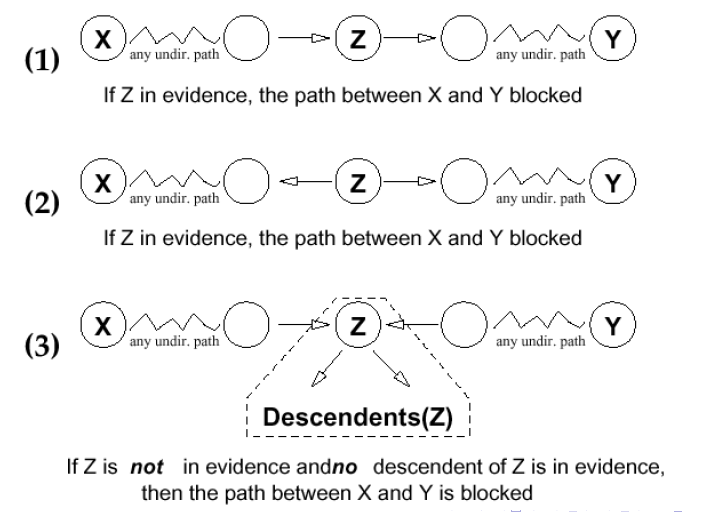 (1) X any undir. path Z any undir. path Y
If Z in evidence, the path between X and Y blocked
(2) X any undir. path Z any undir. path Y
If Z in evidence, the path between X and Y blocked
(3) X any undir. path Z any undir. path Y
Descendents(Z)
If Z is not in evidence andno descendent of Z is in evidence,
then the path between X and Y is blocked